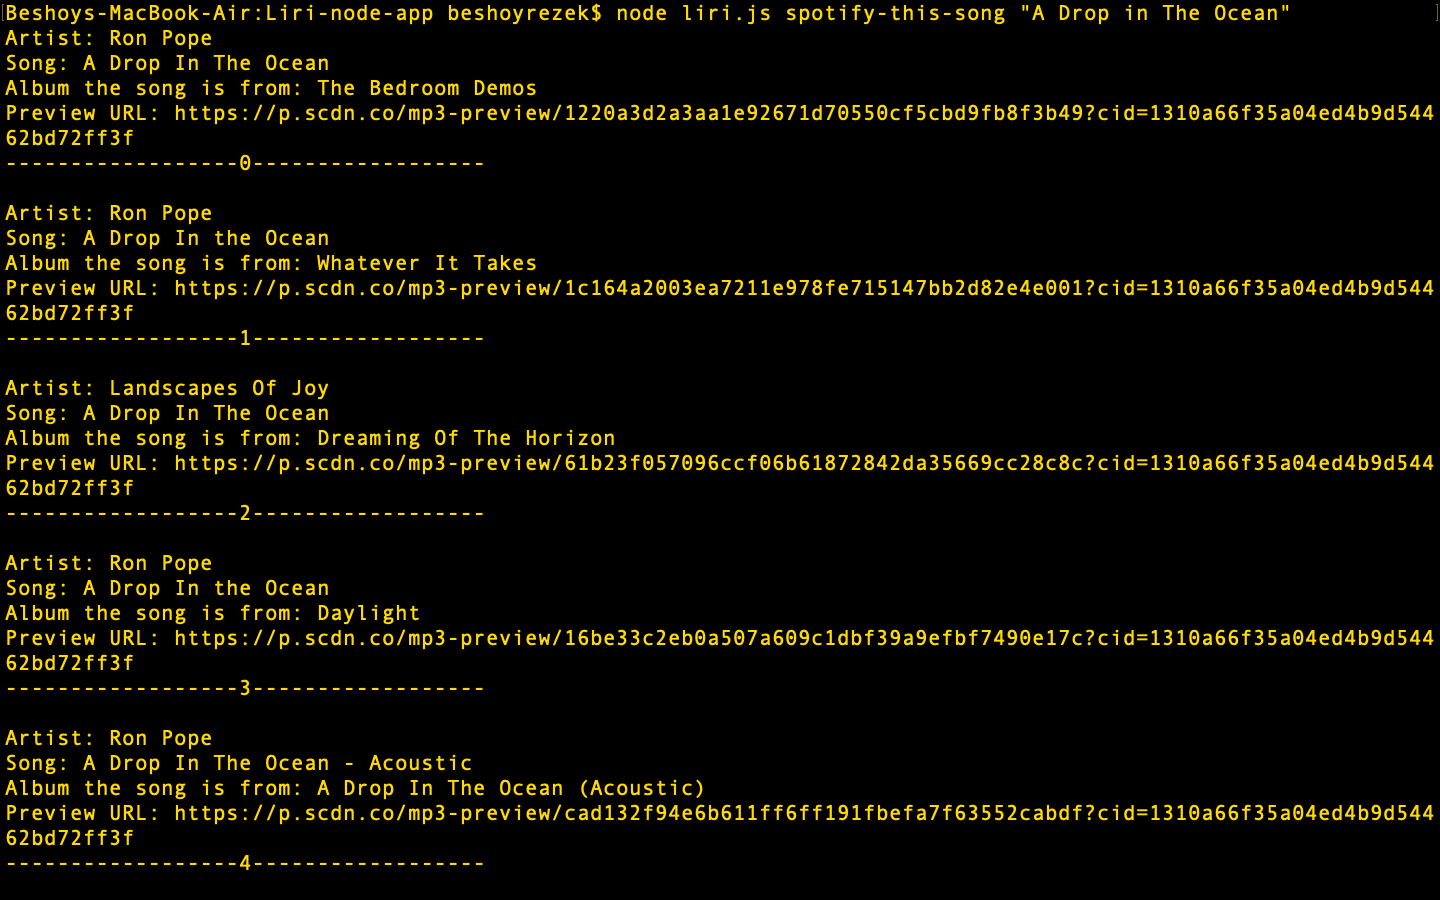 Beshoys-MacBook-Air:Liri-node-app beshoyrezek$ node liri.js spotify-this-song "A Drop in The Ocean"
Artist: Ron Pope
Song: A Drop In The Ocean
Album the song is from: The Bedroom Demos
Preview URL: https://p.scdn.co/mp3-preview/1220a3d2a3aa1e92671d70550cf5cbd9fb8f3b49?cid=1310a66f35a04ed4b9d544
62bd72ff3f
------------------0------------------
Artist: Ron Pope
Song: A Drop In the Ocean
Album the song is from: Whatever It Takes
Preview URL: https://p.scdn.co/mp3-preview/1c164a2003ea7211e978fe715147bb2d82e4e001?cid=1310a66f35a04ed4b9d544
62bd72ff3f
------------------1------------------
Artist: Landscapes Of Joy
Song: A Drop In The Ocean
Album the song is from: Dreaming Of The Horizon
Preview URL: https://p.scdn.co/mp3-preview/61b23f057096ccf06b61872842da35669cc28c8c?cid=1310a66f35a04ed4b9d544
62bd72ff3f
------------------2------------------
Artist: Ron Pope
Song: A Drop In the Ocean
Album the song is from: Daylight
Preview URL: https://p.scdn.co/mp3-preview/16be33c2eb0a507a609c1dbf39a9efbf7490e17c?cid=1310a66f35a04ed4b9d544
62bd72ff3f
------------------3------------------
Artist: Ron Pope
Song: A Drop In The Ocean - Acoustic
Album the song is from: A Drop In The Ocean (Acoustic)
Preview URL: https://p.scdn.co/mp3-preview/cad132f94e6b611ff6ff191fbefa7f63552cabdf?cid=1310a66f35a04ed4b9d544
62bd72ff3f
------------------4------------------